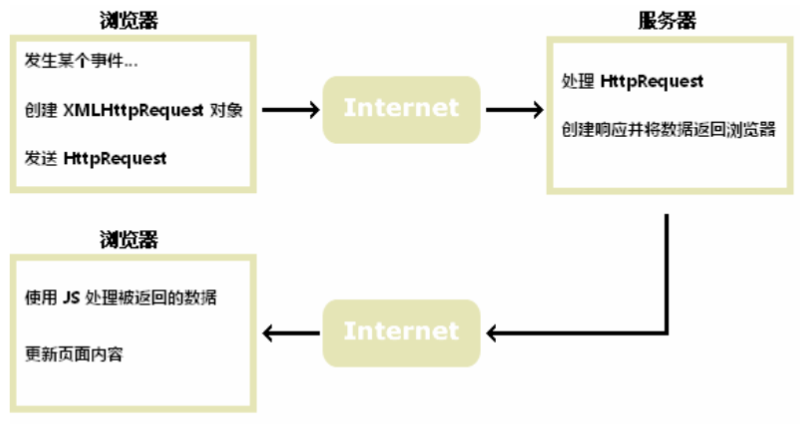 浏览器
发生某个事件...
创建 XMLHttpRequest 对象
发送 HttpRequest
Internet
服务器
处理 HttpRequest
创建响应并将数据返回浏览器
浏览器
使用 JS 处理被返回的数据
更新页面内容
Internet